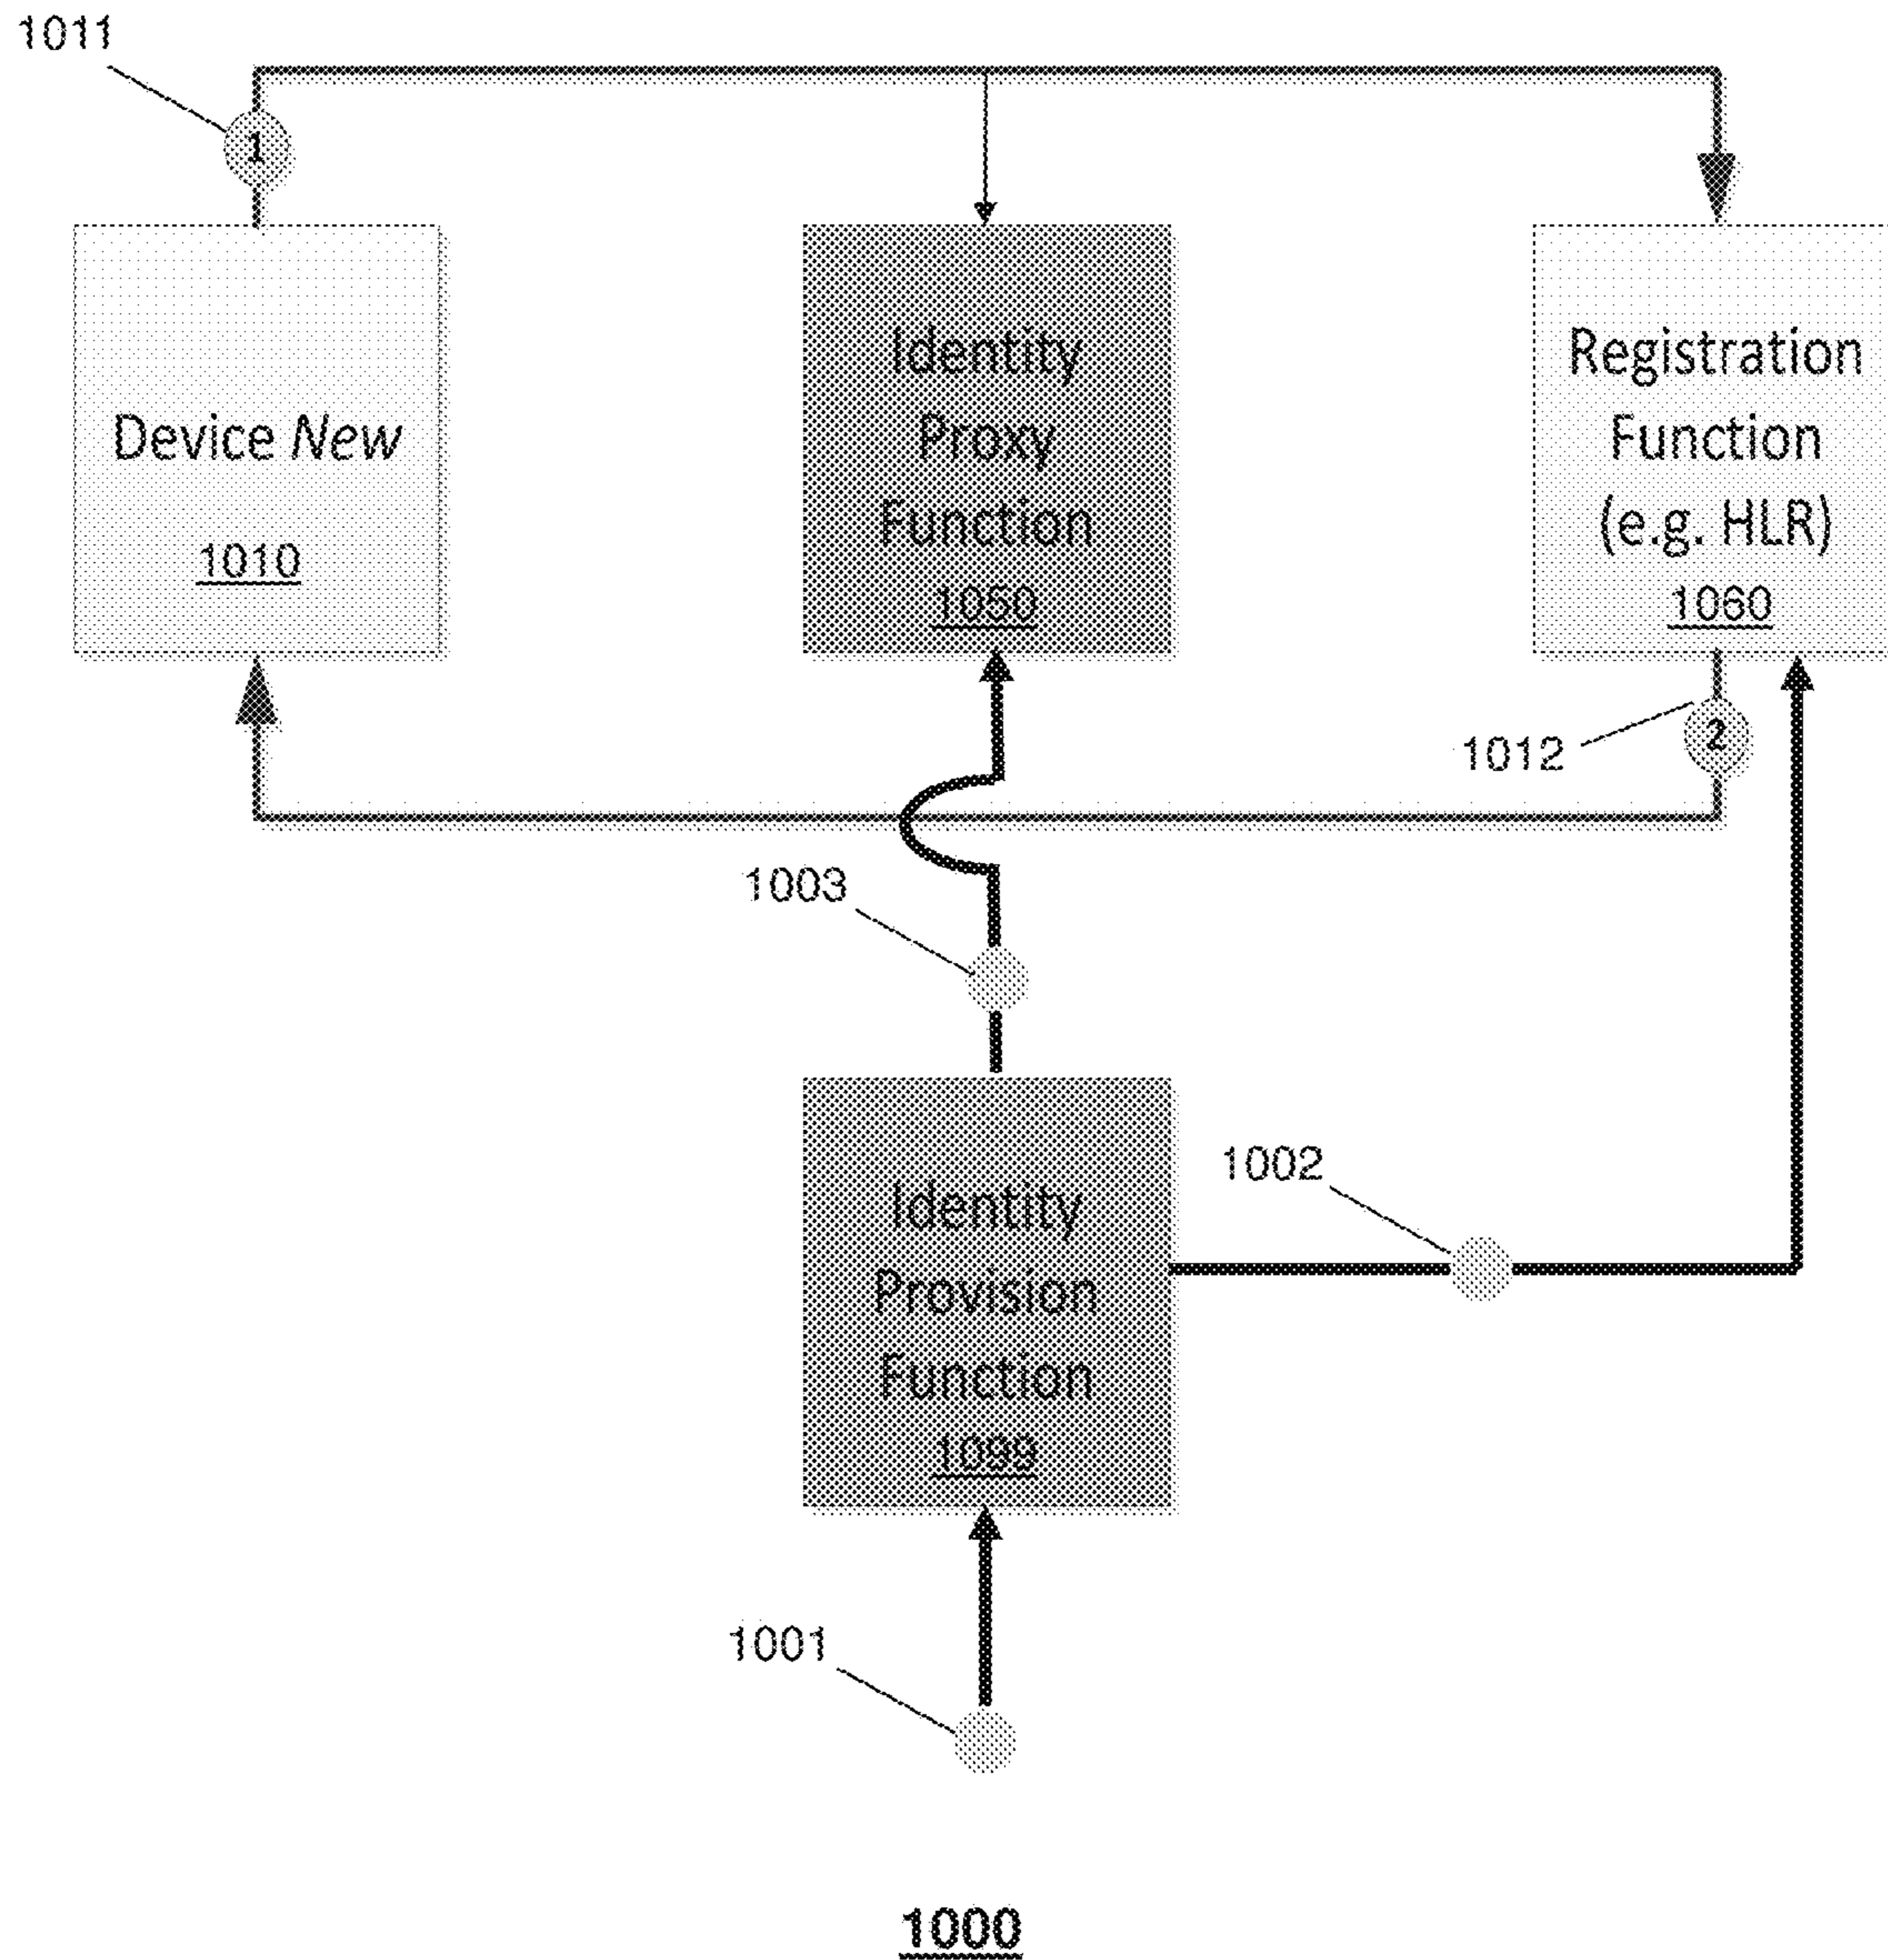 1011
1
Device New
1010
Identity
Proxy
Function
1050
Registration
Function
(e.g. HLR)
1060
1012
2
1003
1002
Identity
Provision
Function
1099
1001
1000